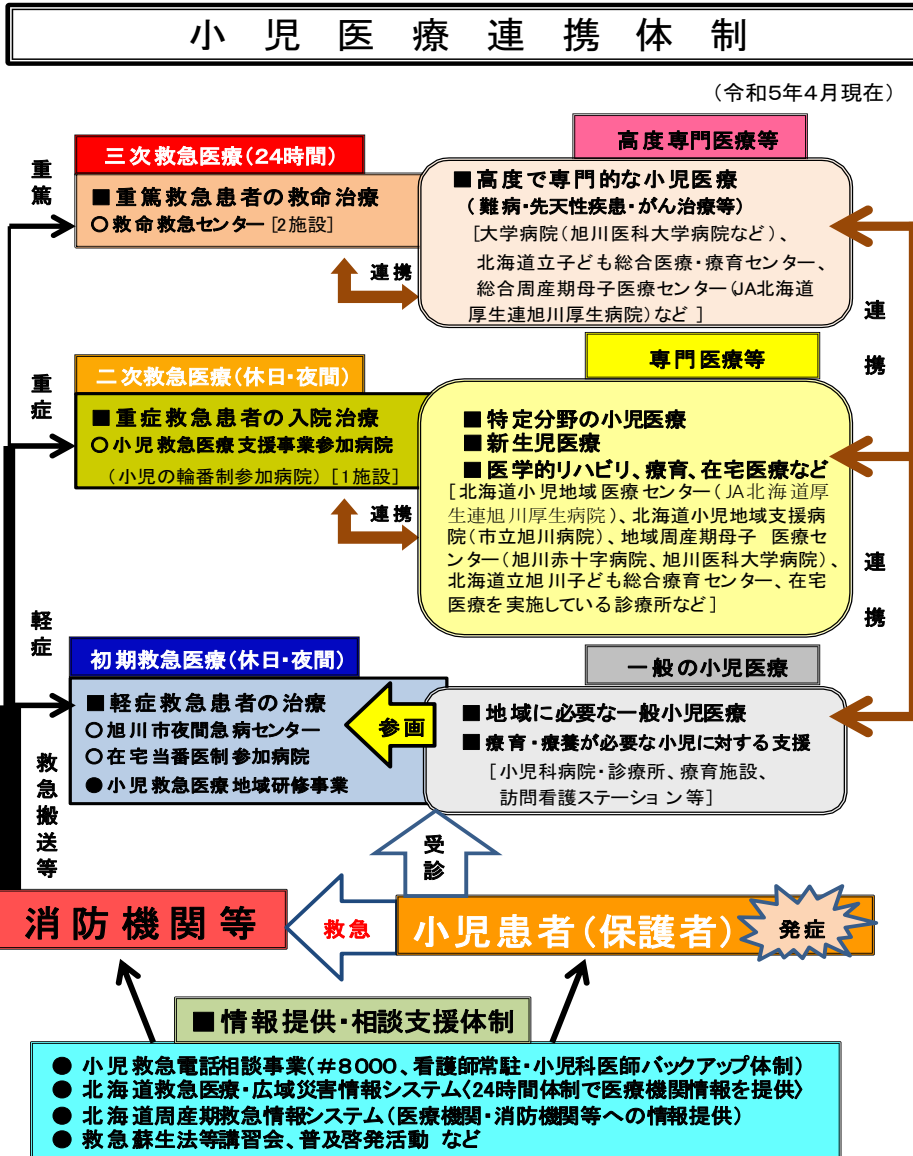 小児医療連携体制
（令和5年4月現在）
重篤
三次救急医療（24時間）
■重篤救急患者の救命治療
○救命救急センター［2施設］
連携
高度専門医療等
■高度で専門的な小児医療
（難病・先天性疾患・がん治療等）
［大学病院（旭川医科大学病院など）、
北海道立子ども総合医療・療育センター、
総合周産期母子医療センター（JA北海道
厚生連旭川厚生病院）など ］
連携
重症
二次救急医療（休日・夜間）
■重症救急患者の入院治療
○小児救急医療支援事業参加病院
（小児の輪番制参加病院）［1施設］
連携
専門医療等
■特定分野の小児医療
■新生児医療
■医学的リハビリ、療育、在宅医療など
［北海道小児地域医療センター（JA北海道厚
生連旭川厚生病院）、北海道小児地域支援病
院（市立旭川病院）、地域周産期母子 医療セ
ンター（旭川赤十字病院、旭川医科大学病院）、
北海道立旭川子ども総合療育センター、在宅
医療を実施している診療所など］
連携
軽症
初期救急医療（休日・夜間）
■軽症救急患者の治療
○旭川市夜間急病センター
○在宅当番医制参加病院
●小児救急医療地域研修事業
参画
一般の小児医療
■地域に必要な一般小児医療
■療育・療養が必要な小児に対する支援
［小児科病院・診療所、療育施設、
訪問看護ステーション等］
救急搬送等
受診
消防機関等
救急
小児患者（保護者）
発症
■情報提供・相談支援体制
● 小児救急電話相談事業（＃8000、看護師常駐・小児科医師バックアップ体制）
● 北海道救急医療・広域災害情報システム〈24時間体制で医療機関情報を提供〉
● 北海道周産期救急情報システム（医療機関・消防機関等への情報提供）
● 救急蘇生法等講習会、普及啓発活動 など